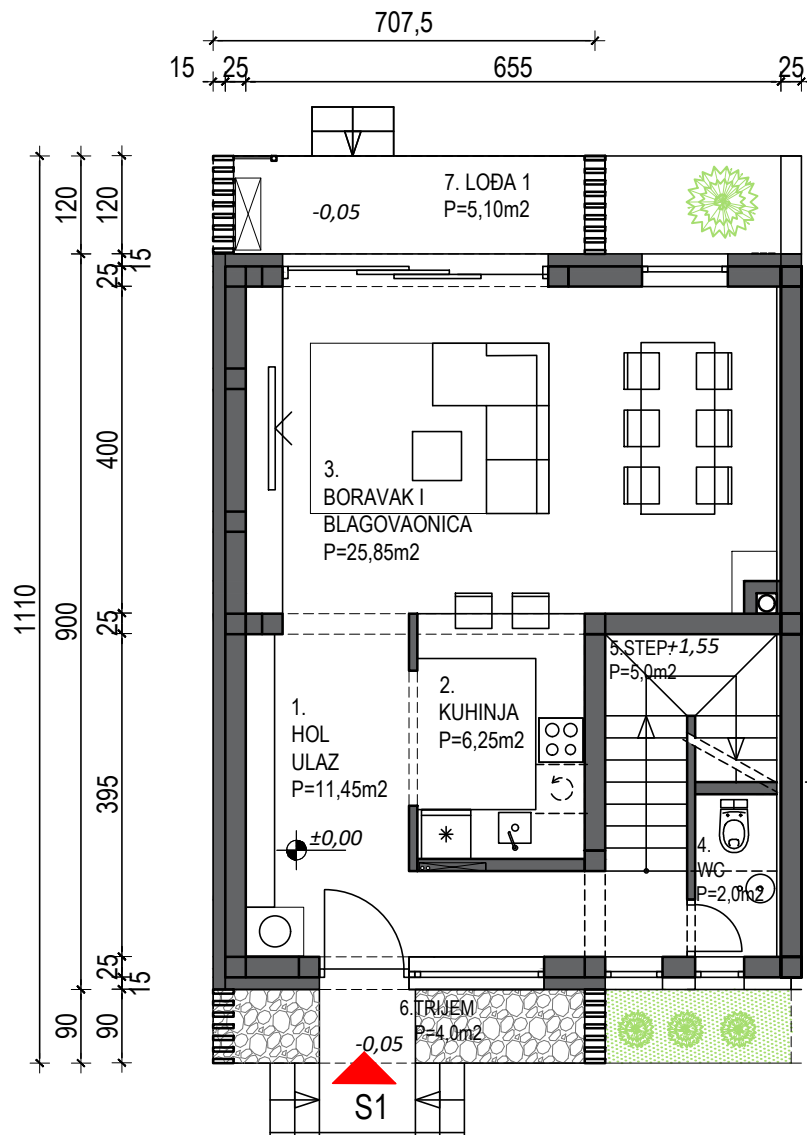 707,5
15
25
655
25
120
120
7. LOĐA 1
P=5,10m2
-0,05
15
25
1110
900
400
3.
BORAVAK I
BLAGOVAONICA
P=25,85m2
25
5.STEP.
+1,55
P=5,0m2
2.
KUHINJA
P=6,25m2
1.
HOL
ULAZ
P=11,45m2
395
±0,00
4.
WC
P=2,0m2
25
15
90
90
6.TRIJEM
P=4,0m2
-0,05
S1